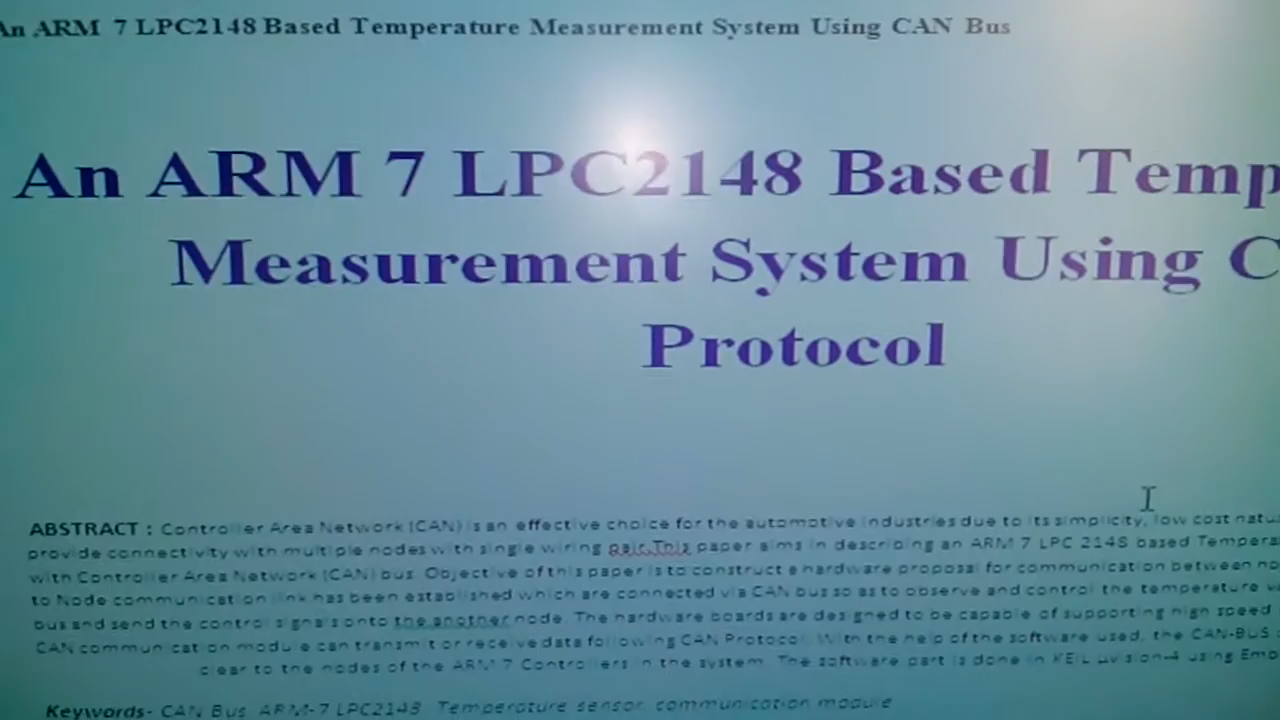 An ARM 7 LPC2148 Based Temperature Measurement System Using CAN Bus
An ARM 7 LPC2148 Based Temp
Measurement System Using C
Protocol
ABSTRACT : Controller Area Network (CAN) is an effective choice for the automotive industries due to its simplicity, low cost natu
provide connectivity with multiple nodes with single wiring pair.This paper aims in describing an ARM 7 LPC 2148 based Tempera
with Controller Area Network (CAN) bus. Objective of this paper is to construct a hardware proposal for communication between no
to Node communication link has been established which are connected via CAN bus so as to observe and control the temperature v
bus and send the control signals onto the another node. The hardware boards are designed to be capable of supporting high speed
CAN communication module can transmit or receive data following CAN Protocol. With the help of the software used, the CAN-BUS
clear to the nodes of the ARM 7 Controllers in the system. The software part is done in KEIL µvision-4 using Emb
Keywords- CAN Bus, ARM-7 LPC2148, Temperature sensor, communication module